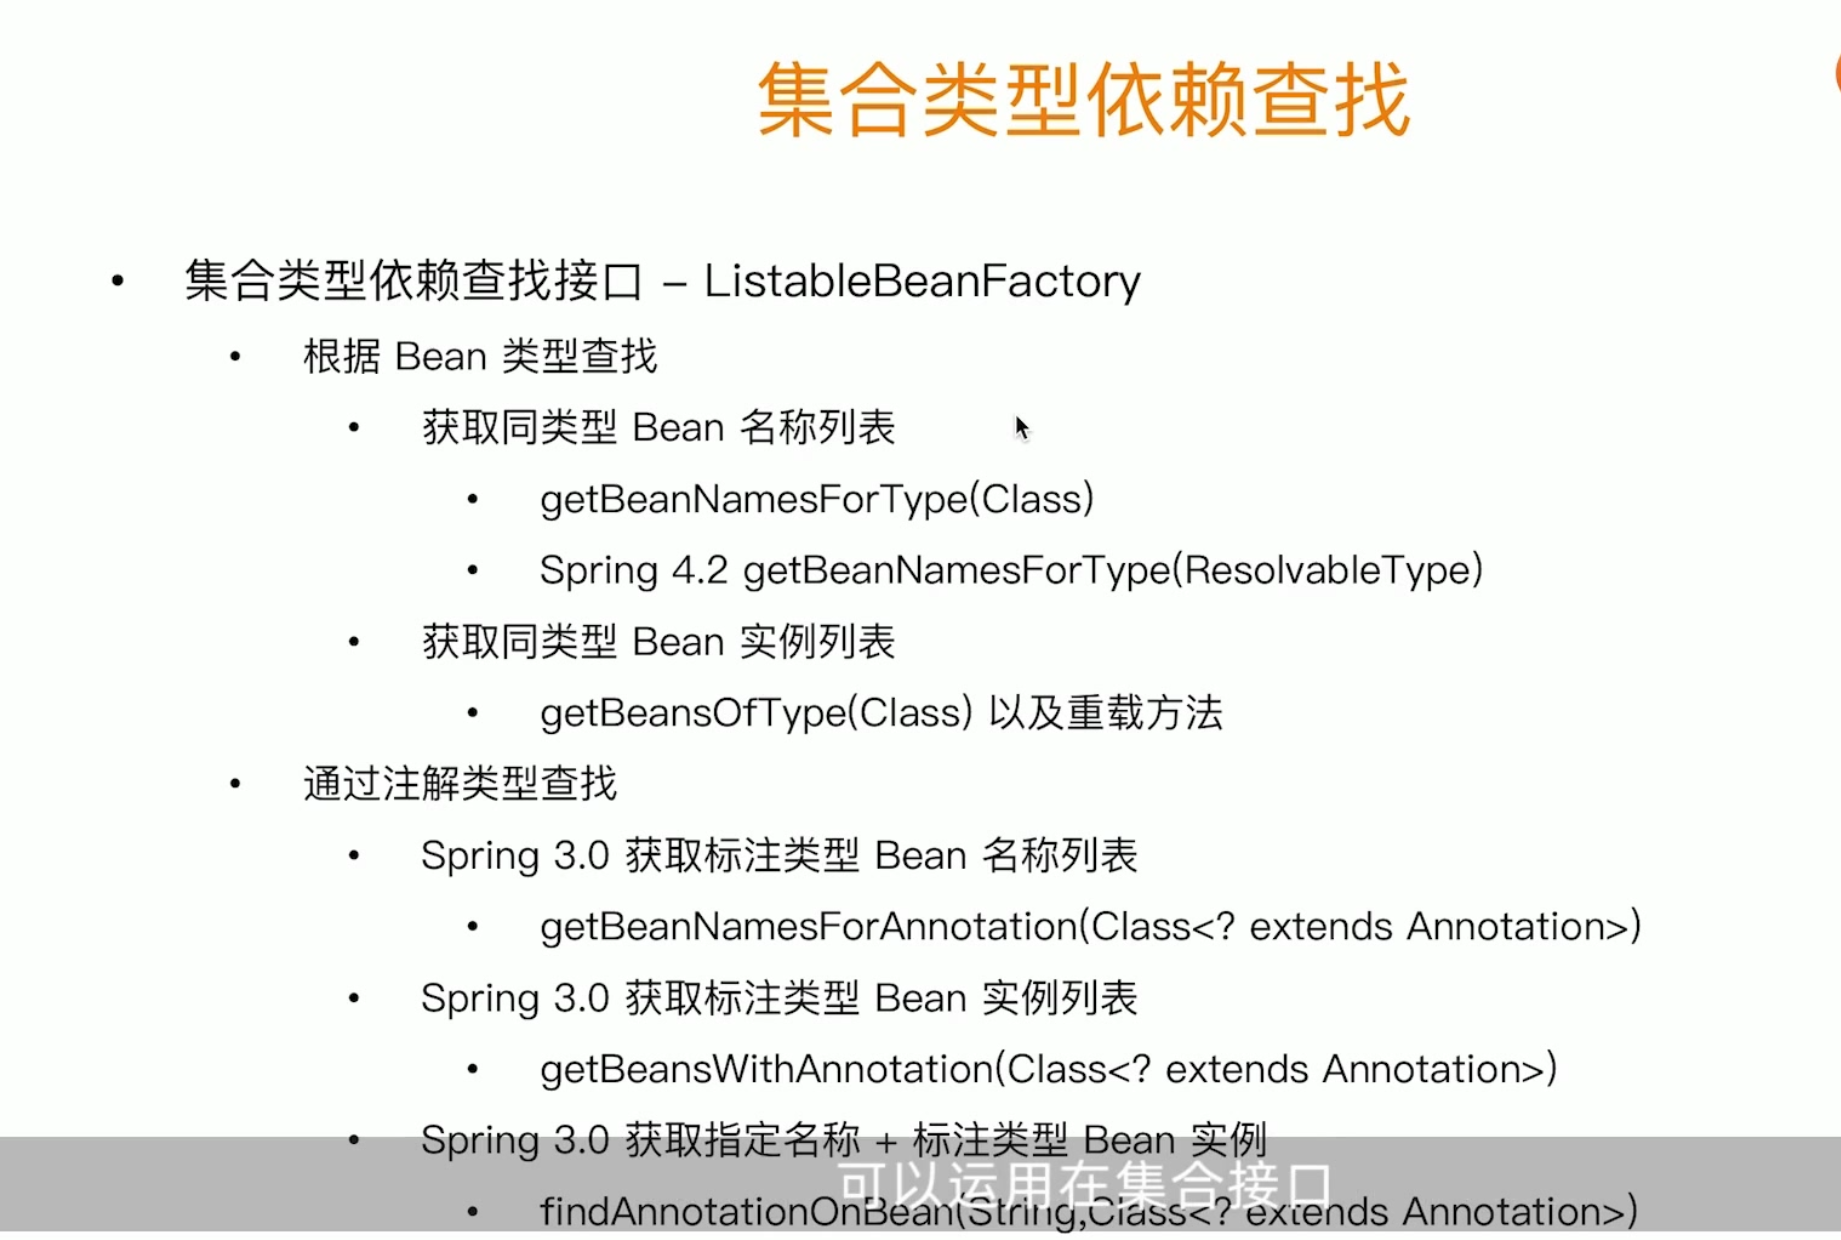 集合类型依赖查找
• 集合类型依赖查找接口 – ListableBeanFactory
• 根据 Bean 类型查找
• 获取同类型 Bean 名称列表
• getBeanNamesForType(Class)
• Spring 4.2 getBeanNamesForType(ResolvableType)
• 获取同类型 Bean 实例列表
• getBeansOfType(Class) 以及重载方法
• 通过注解类型查找
• Spring 3.0 获取标注类型 Bean 名称列表
• getBeanNamesForAnnotation(Class<? extends Annotation>)
• Spring 3.0 获取标注类型 Bean 实例列表
• getBeansWithAnnotation(Class<? extends Annotation>)
• Spring 3.0 获取指定名称 + 标注类型 Bean 实例
可以运用在集合接口
• findAnnotationOnBean(String,Class<? extends Annotation>)